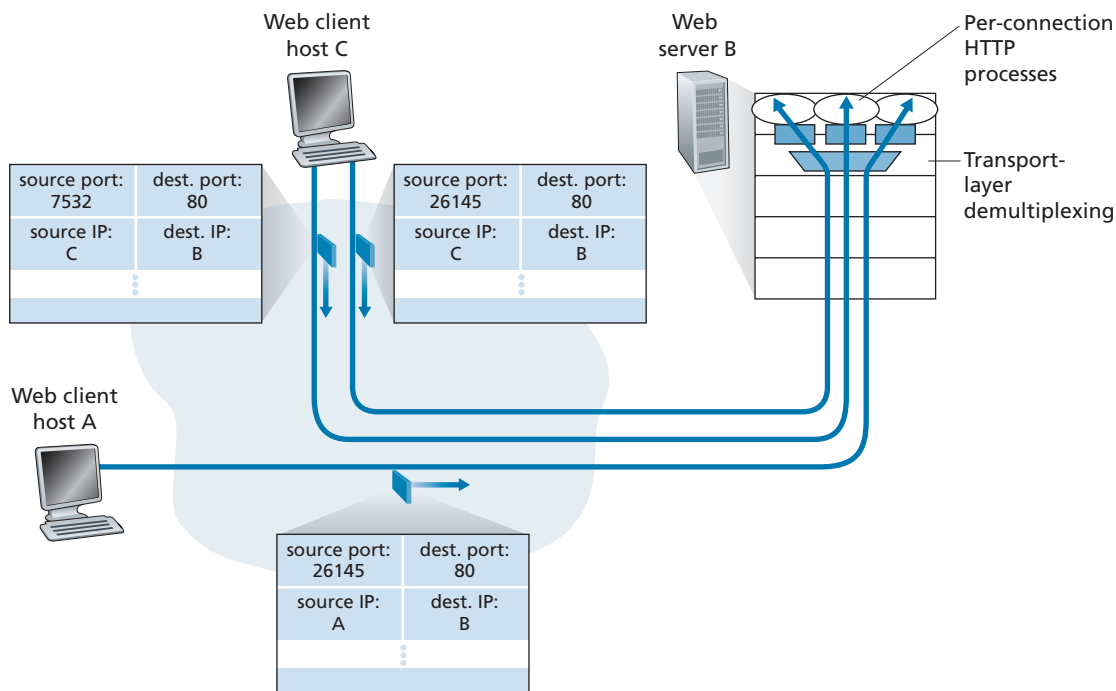 Web client
host C
Web
server B
Per-connection
HTTP
processes
Transport-
layer
demultiplexing
source port:
7532
dest. port:
80
source IP:
C
dest. IP:
B
source port:
26145
dest. port:
80
source IP:
C
dest. IP:
B
Web client
host A
source port:
26145
dest. port:
80
source IP:
A
dest. IP:
B